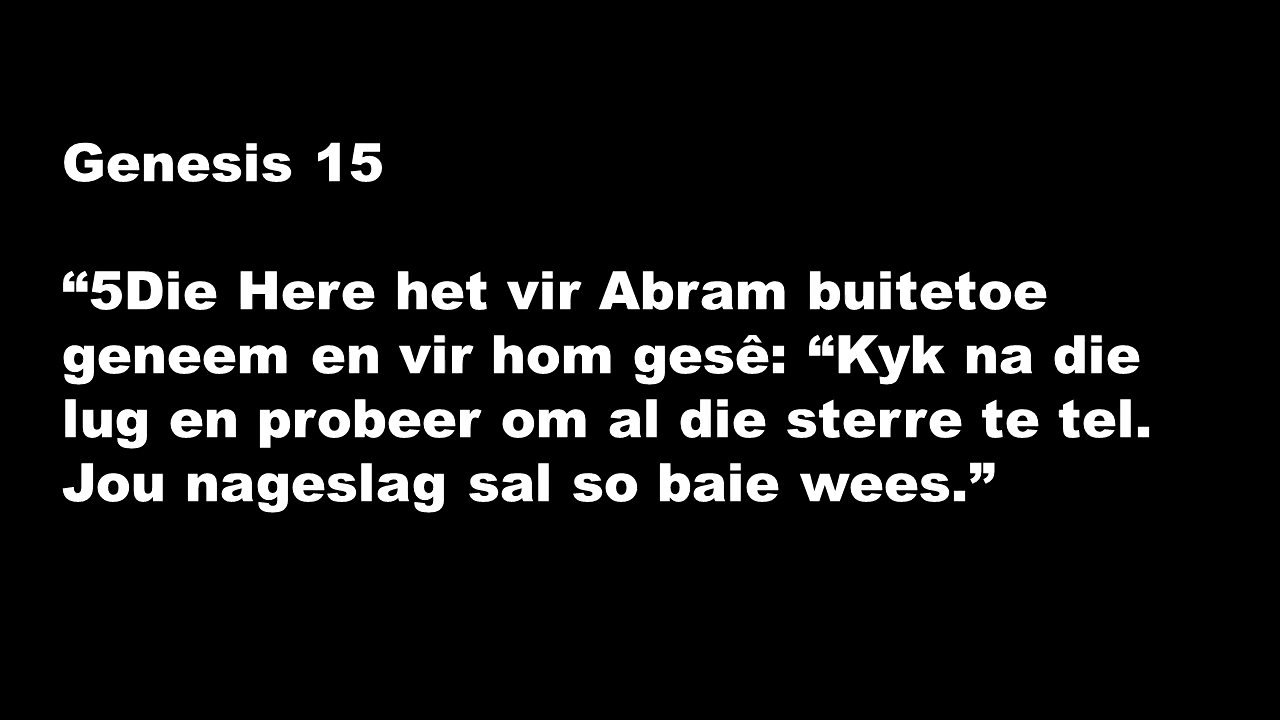 Genesis 15
“5Die Here het vir Abram buitetoe
geneem en vir hom gesê: “Kyk na die
lug en probeer om al die sterre te tel.
Jou nageslag sal so baie wees.”